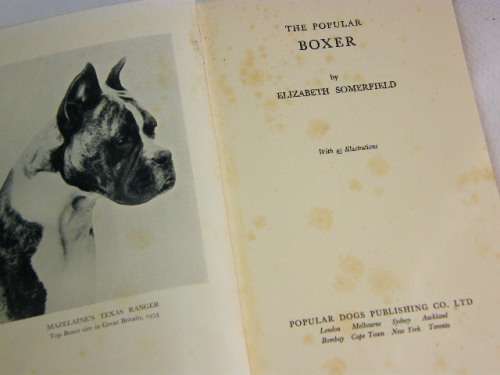 MAZELAINE'S TEXAS RANGER
Top Boxer sire in Great Britain, 1955
THE POPULAR
BOXER
by
ELIZABETH SOMERFIELD
With 45 illustrations
POPULAR DOGS PUBLISHING CO. LTD
London Melbourne Sydney Auckland
Bombay Cape Town New York Toronto